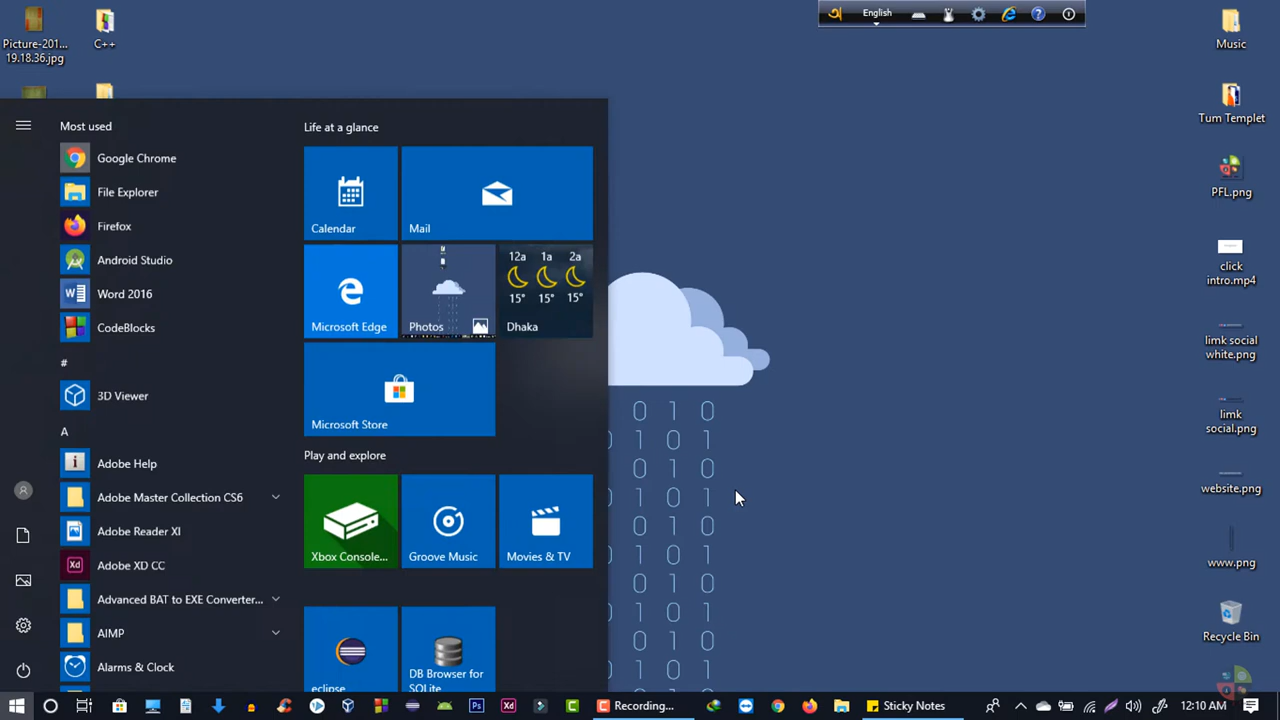 Picture-201...
19.18.36.jpg
C++
অ
English
Music
Tum Templet
PFL.png
click
intro.mp4
limk social
white.png
limk
social.png
website.png
www.png
Recycle Bin
Most used
Google Chrome
File Explorer
Firefox
Android Studio
Word 2016
CodeBlocks
#
3D Viewer
A
Adobe Help
Adobe Master Collection CS6
Adobe Reader XI
Adobe XD CC
Advanced BAT to EXE Converter...
AIMP
Alarms & Clock
Life at a glance
Calendar
Mail
Microsoft Edge
Photos
12a 1a 2a
15° 15° 15°
Dhaka
Microsoft Store
Play and explore
Xbox Console...
Groove Music
Movies & TV
eclipse
DB Browser for
SQLite
0 1 0
1 0 1
0 1 0
1 0 1
0 1 0
1 0 1
0 1 0
1 0 1
0 1 0
1 0 1
Ps
Xd
Recording...
Sticky Notes
12:10 AM